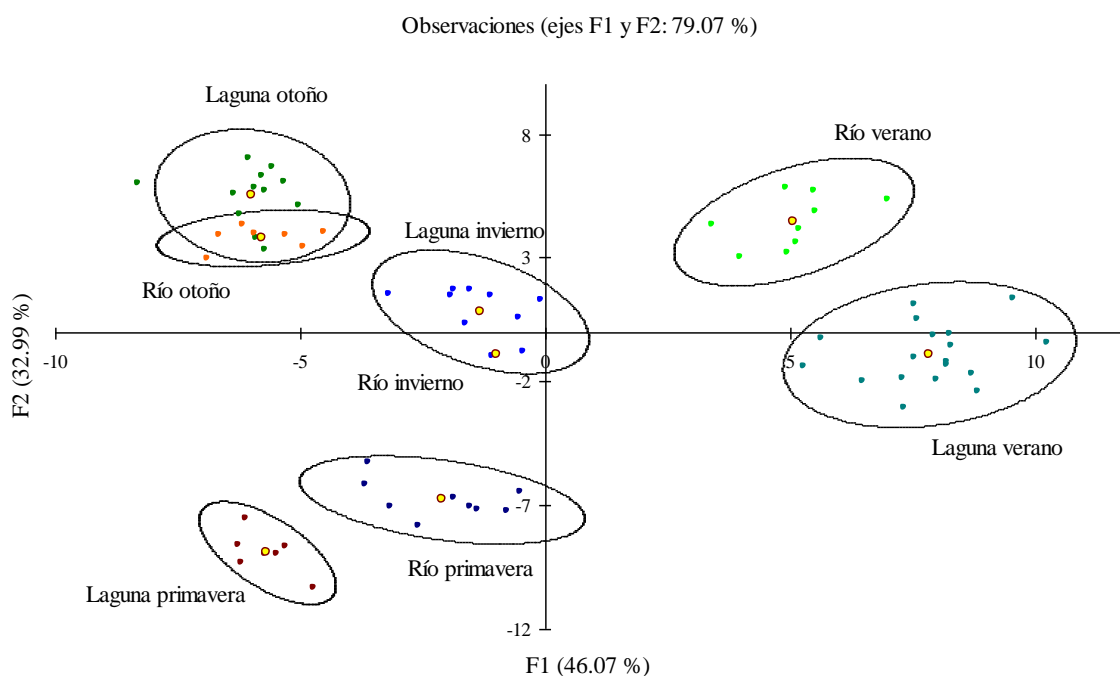 Observaciones (ejes F1 y F2: 79.07 %)
Laguna otoño
Río verano
8
Laguna invierno
3
Río otoño
-10
-5
0
5
10
Río invierno
-2
F2 (32.99 %)
Laguna verano
-7
Río primavera
Laguna primavera
-12
F1 (46.07 %)